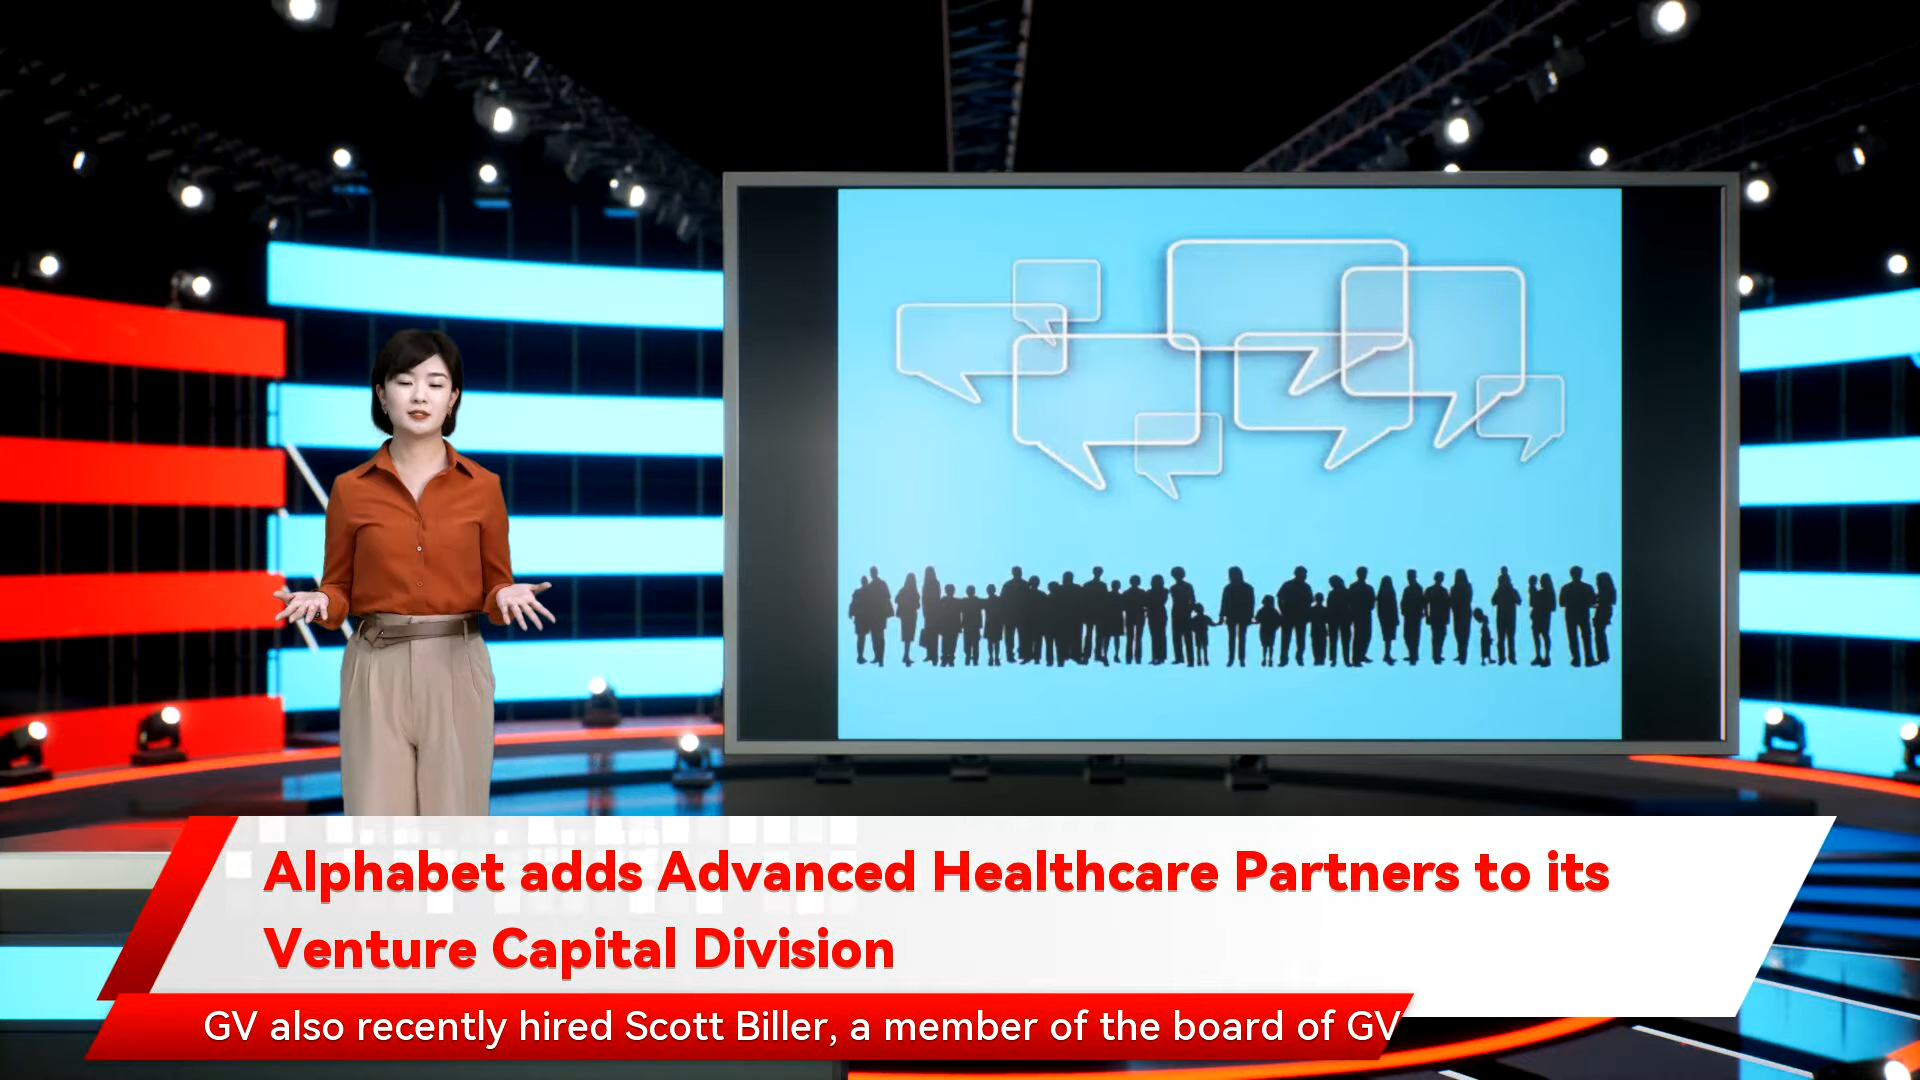 Alphabet adds Advanced Healthcare Partners to its
Venture Capital Division
GV also recently hired Scott Biller, a member of the board of GV